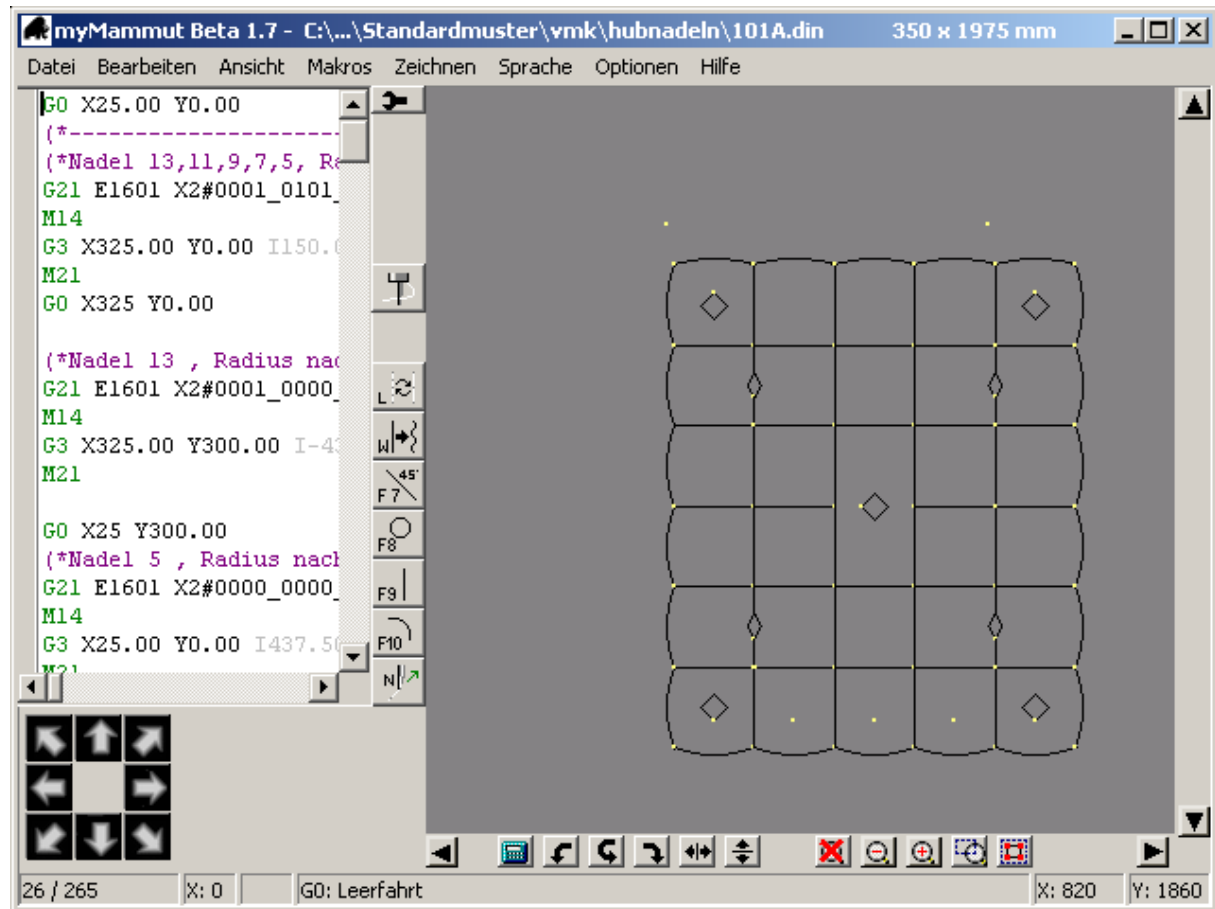 myMammut Beta 1.7 - C:\...\Standardmuster\vmk\hubnadeln\101A.din 350 x 1975 mm
Datei Bearbeiten Ansicht Makros Zeichnen Sprache Optionen Hilfe
G0 X25.00 Y0.00
(*----------------------
(*Nadel 13,11,9,7,5, Ra
G21 E1601 X2#0001_0101_
M14
G3 X325.00 Y0.00 I150.0
M21
G0 X325 Y0.00
(*Nadel 13 , Radius nac
G21 E1601 X2#0001_0000_
M14
G3 X325.00 Y300.00 I-43
M21
G0 X25 Y300.00
(*Nadel 5 , Radius nach
G21 E1601 X2#0000_0000_
M14
G3 X25.00 Y0.00 I437.50
M21
L
W
45°
F7
F8
F9
F10
N
26 / 265 X: 0 G0: Leerfahrt X: 820 Y: 1860